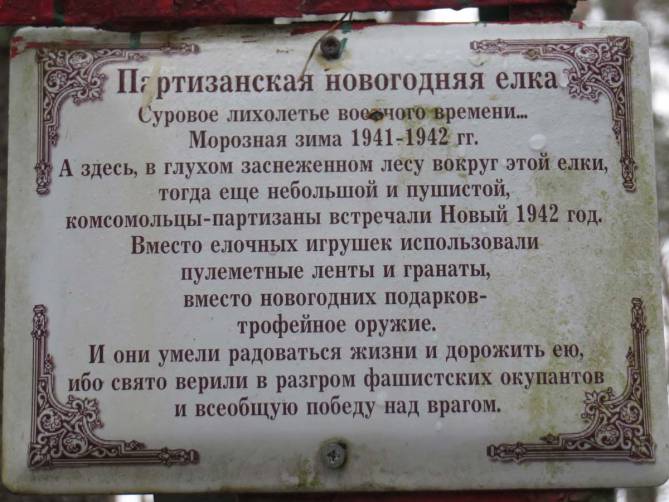 Партизанская новогодняя елка
Суровое лихолетье военного времени...
Морозная зима 1941-1942 гг.
А здесь, в глухом заснеженном лесу вокруг этой елки,
тогда еще небольшой и пушистой,
комсомольцы-партизаны встречали Новый 1942 год.
Вместо елочных игрушек использовали
пулеметные ленты и гранаты,
вместо новогодних подарков-
трофейное оружие.
И они умели радоваться жизни и дорожить ею,
ибо свято верили в разгром фашистских окупантов
и всеобщую победу над врагом.